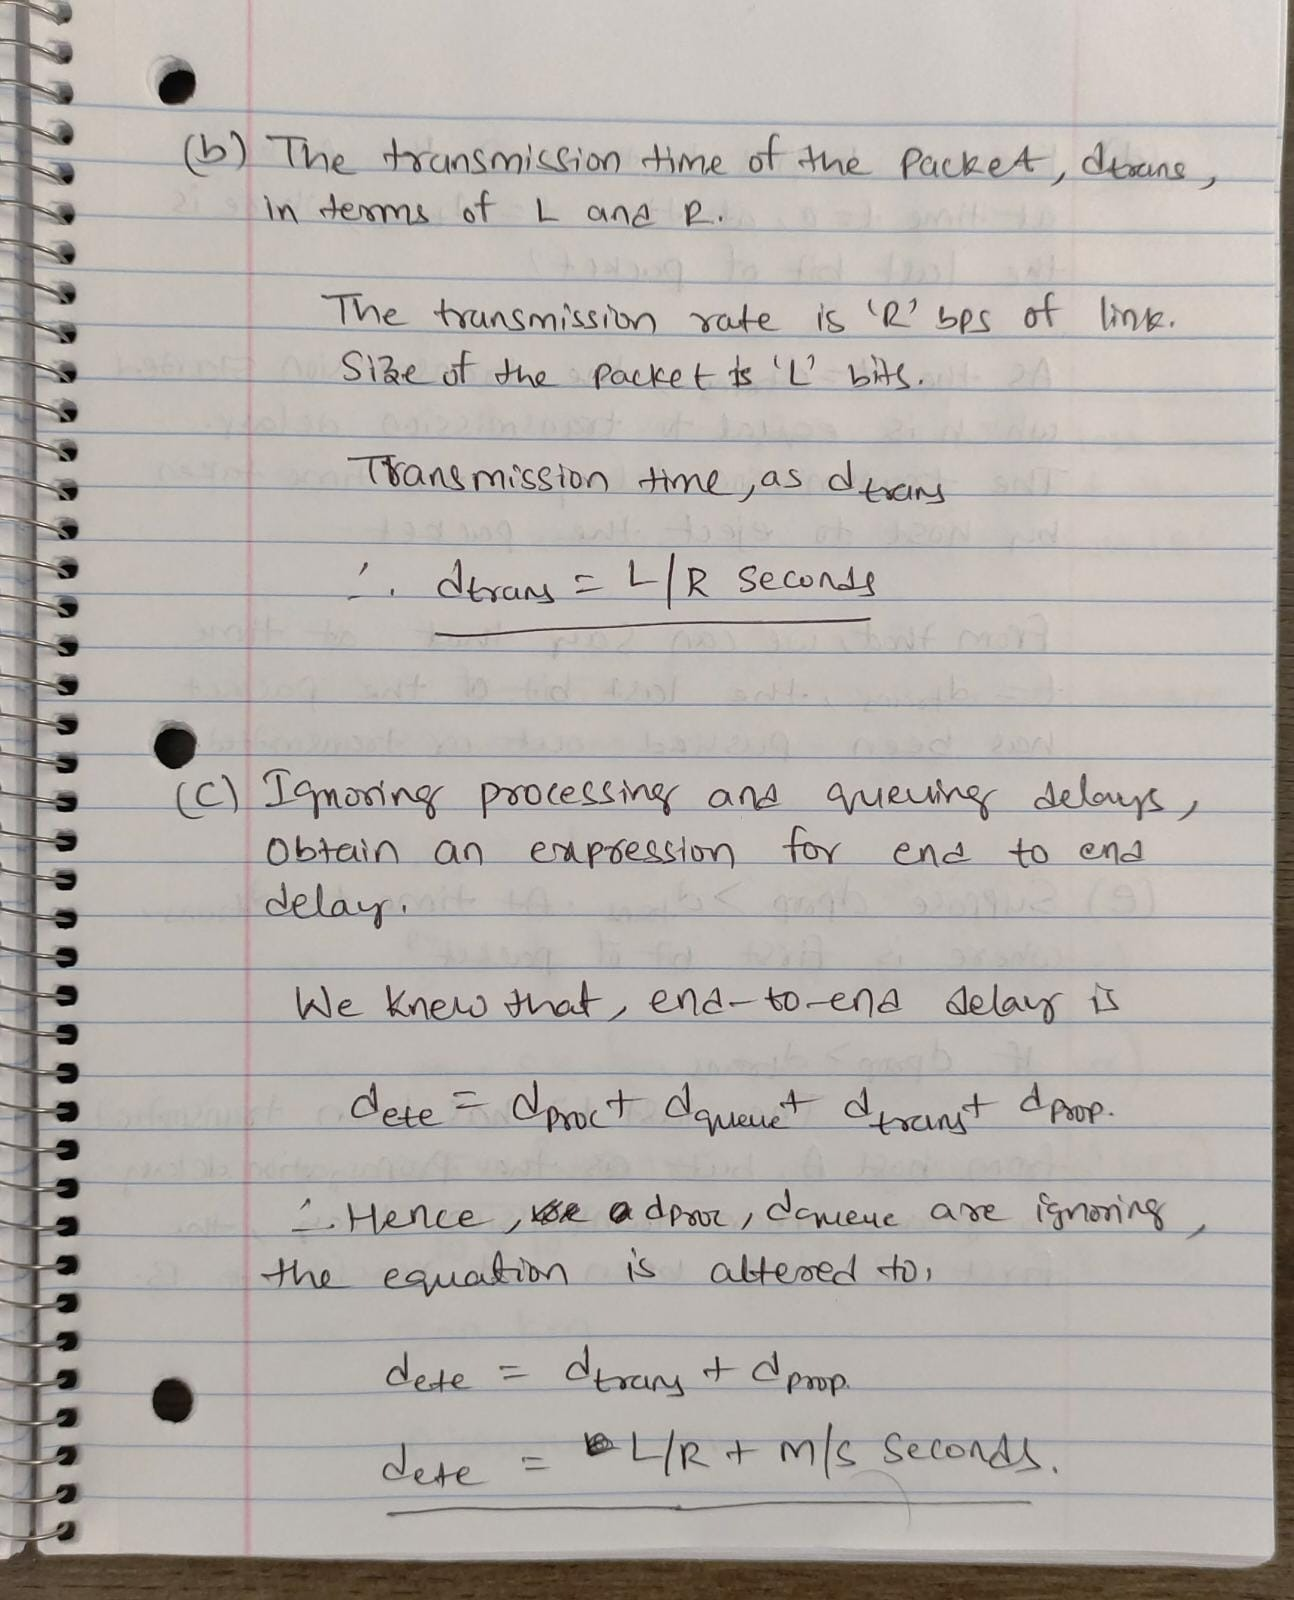 (b) The transmission time of the Packet, dtrans,
in terms of L and R.
The transmission rate is 'R' bps of link.
Size of the packet is 'L' bits.
Transmission time, as dtrans
∴ dtrans = L/R seconds
(C) Ignoring processing and queuing delays,
Obtain an expression for end to end
delay.
We knew that, end-to-end delay is
dete = dproc + dqueue + dtrans + dprop.
∴ Hence, dproc, dqueue are ignoring,
the equation is altered to,
dete = dtrans + dprop.
dete = L/R + m/s seconds.